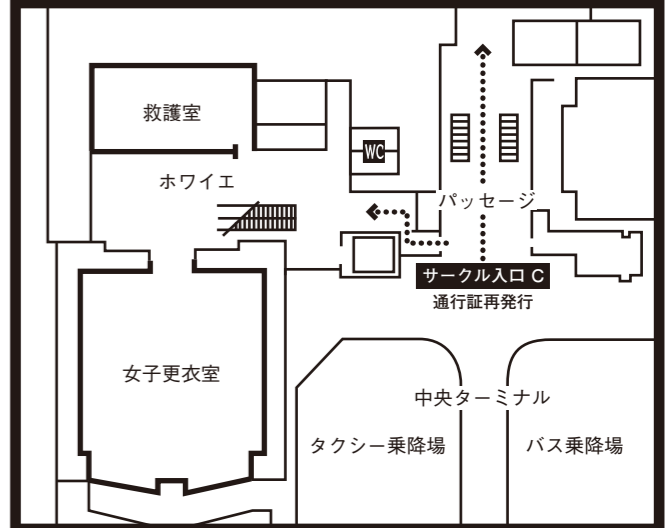 救護室
WC
ホワイエ
パッセージ
サークル入口 C
通行証再発行
女子更衣室
中央ターミナル
タクシー乗降場
バス乗降場